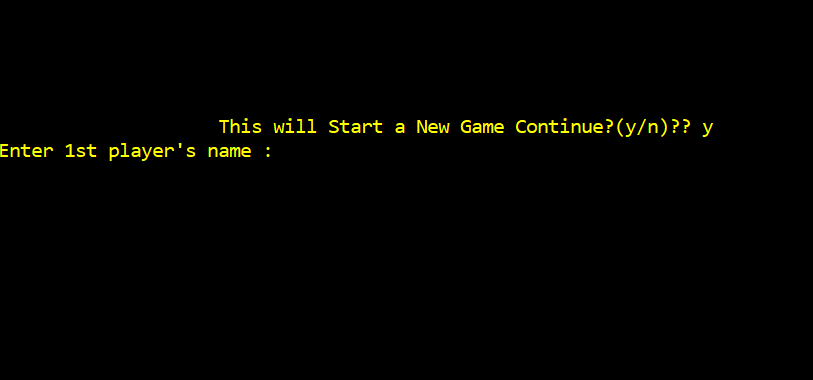 This will Start a New Game Continue?(y/n)?? y
Enter 1st player's name :